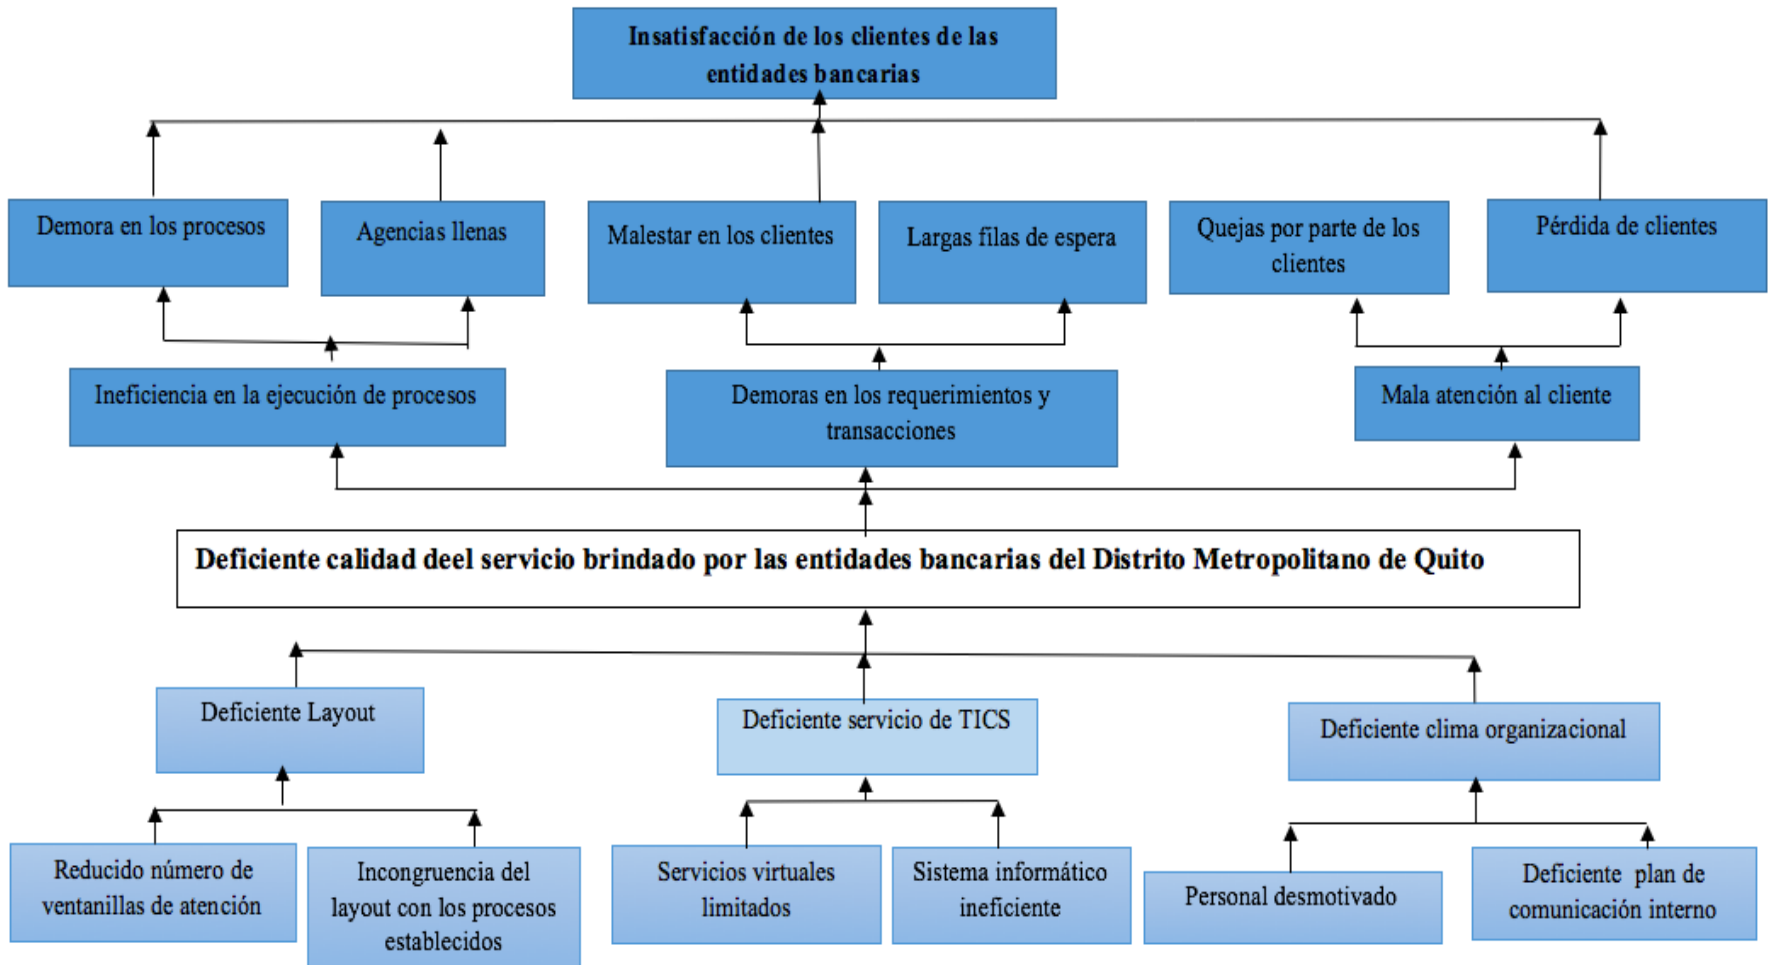 Insatisfacción de los clientes de las
entidades bancarias
Demora en los procesos
Agencias llenas
Malestar en los clientes
Largas filas de espera
Quejas por parte de los
clientes
Pérdida de clientes
Ineficiencia en la ejecución de procesos
Demoras en los requerimientos y
transacciones
Mala atención al cliente
Deficiente calidad deel servicio brindado por las entidades bancarias del Distrito Metropolitano de Quito
Deficiente Layout
Deficiente servicio de TICS
Deficiente clima organizacional
Reducido número de
ventanillas de atención
Incongruencia del
layout con los procesos
establecidos
Servicios virtuales
limitados
Sistema informático
ineficiente
Personal desmotivado
Deficiente plan de
comunicación interno